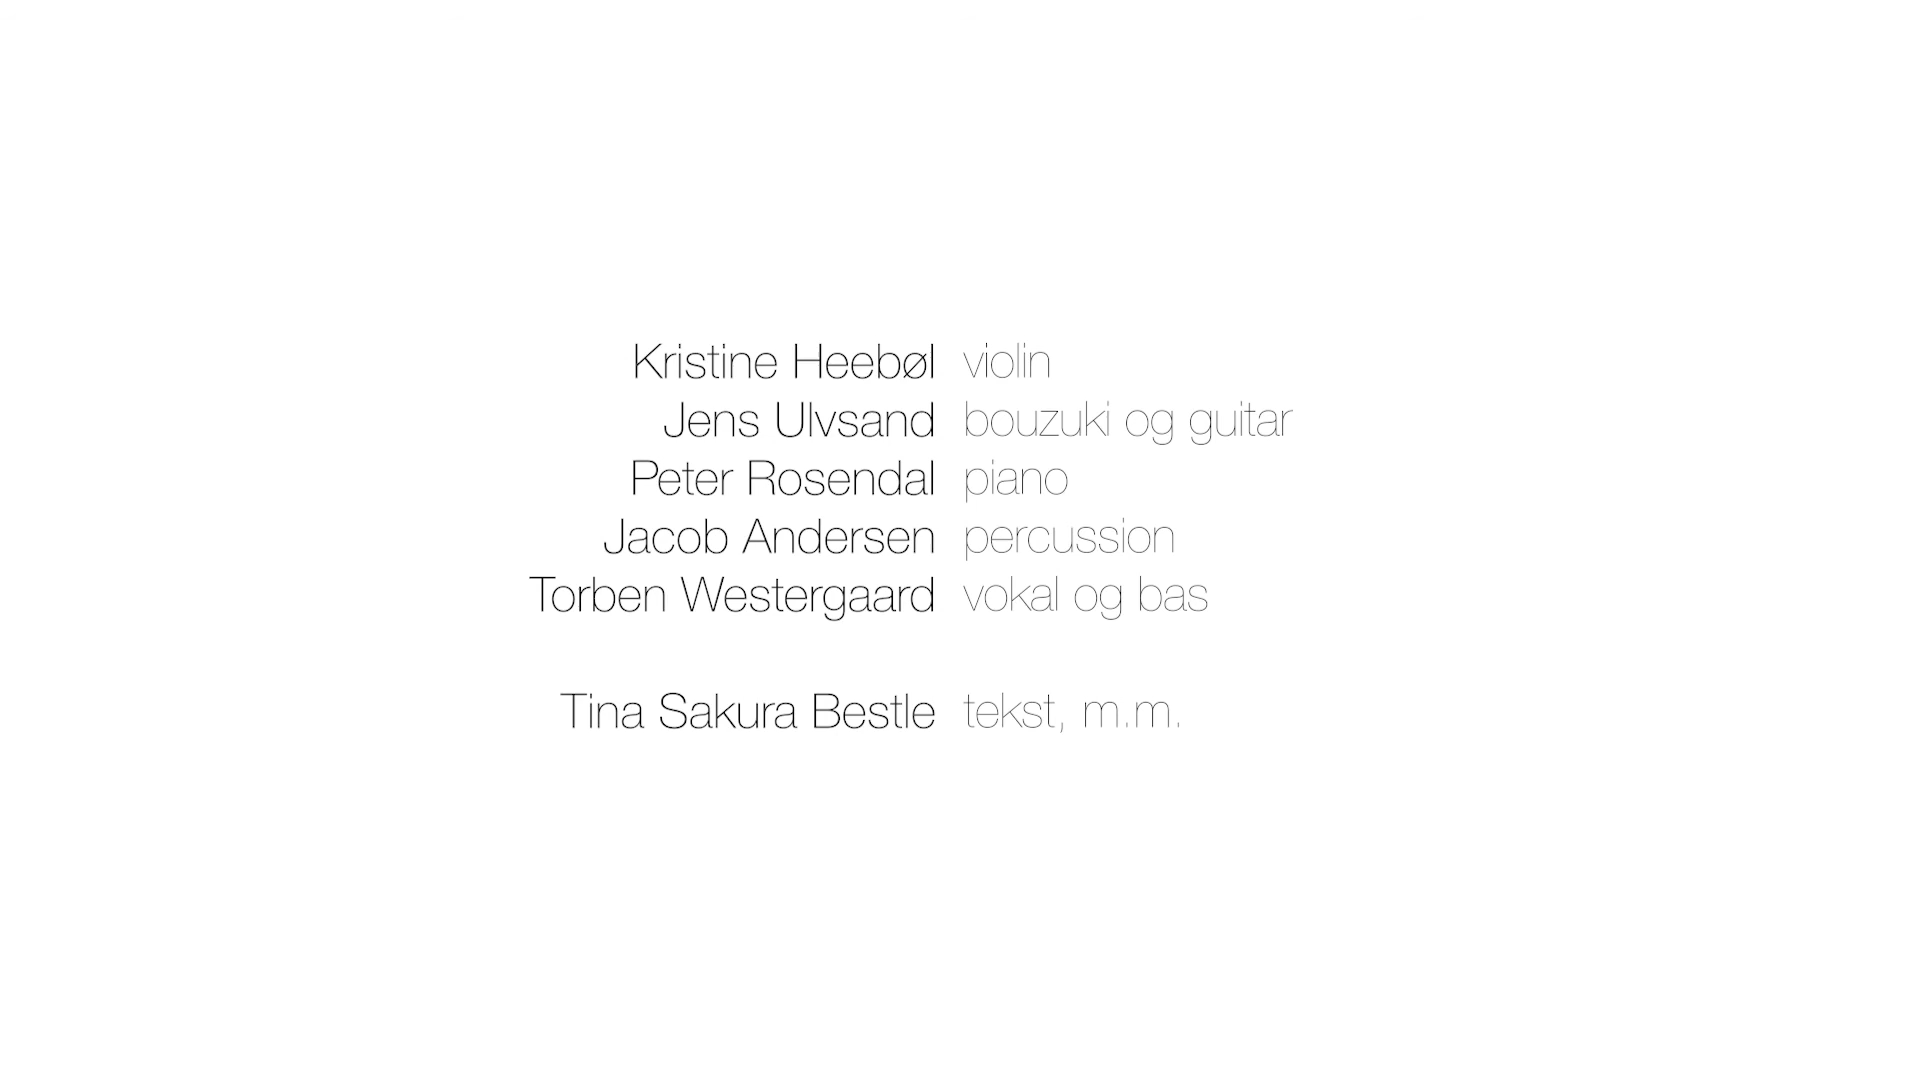 Kristine Heebøl violin
Jens Ulvsand bouzuki og guitar
Peter Rosendal piano
Jacob Andersen percussion
Torben Westergaard vokal og bas
Tina Sakura Bestle tekst, m.m.